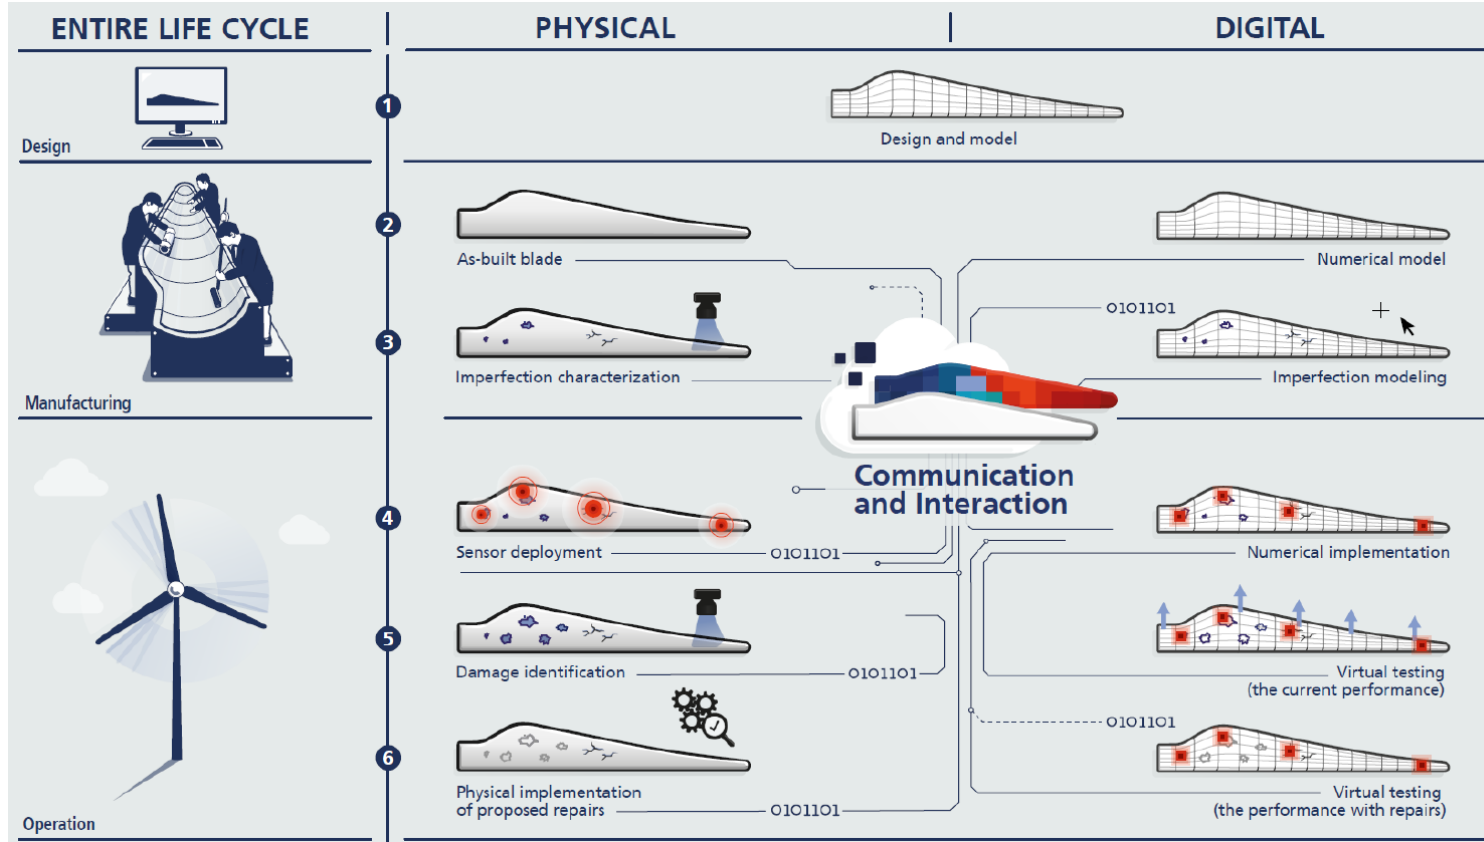 ENTIRE LIFE CYCLE
PHYSICAL
DIGITAL
1
Design and model
Design
2
As-built blade
Numerical model
0101101
3
Imperfection characterization
Imperfection modeling
Manufacturing
Communication
and Interaction
4
Sensor deployment
0101101
Numerical implementation
5
Damage identification
0101101
Virtual testing
(the current performance)
0101101
6
Physical implementation
of proposed repairs
0101101
Virtual testing
(the performance with repairs)
Operation